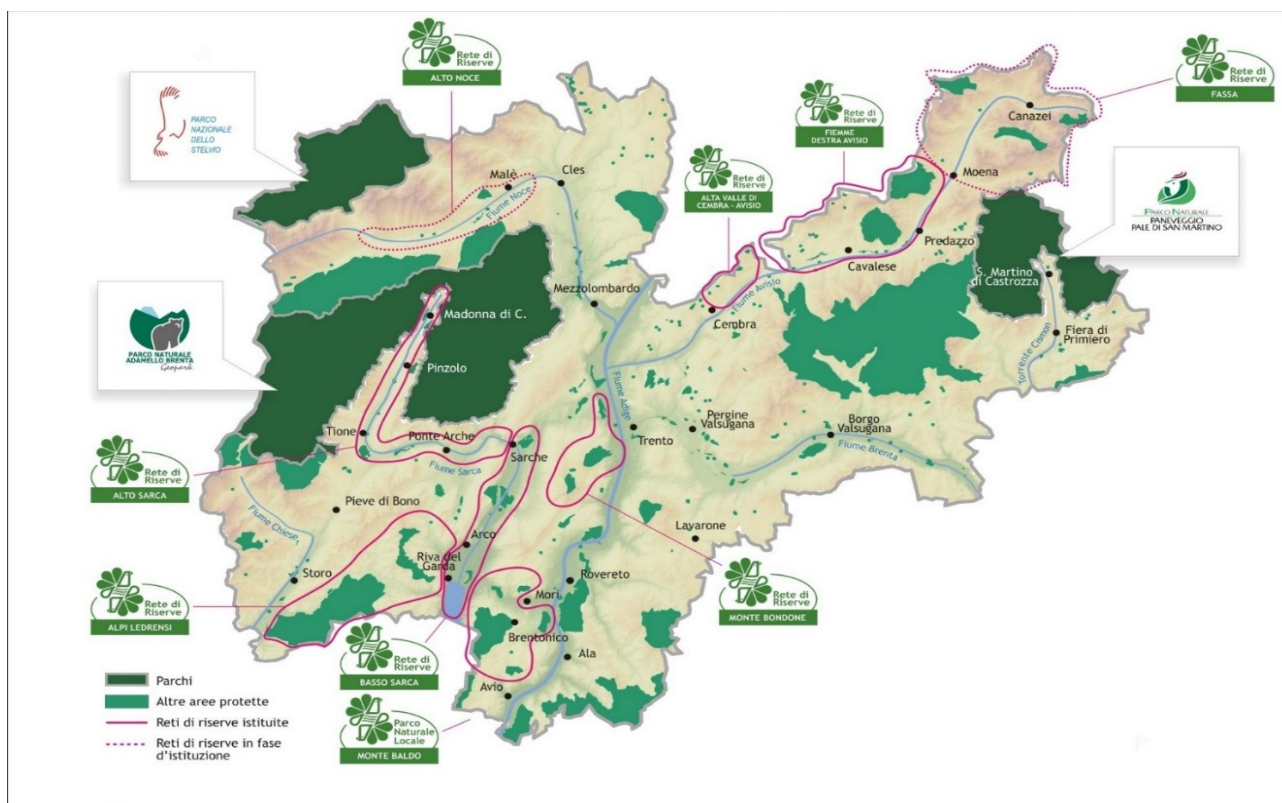 Rete di
Riserve
ALTO NOCE
PARCO
NAZIONALE
DELLO
STELVIO
Rete di
Riserve
FASSA
Rete di
Riserve
FIEMME
DESTRA AVISIO
Rete di
Riserve
ALTA VALLE DI
CEMBRA - AVISIO
Canazei
Moena
Malè
Cles
Fiume Noce
PARCO NATURALE
PANEVEGGIO
PALE DI SAN MARTINO
Predazzo
Cavalese
S. Martino
di Castrozza
Fiume Avisio
Mezzolombardo
Cembra
Madonna di C.
PARCO NATURALE
ADAMELLO BRENTA
Geopark
Fiera di
Primiero
Torrente Cismon
Pinzolo
Fiume Adige
Tione
Ponte Arche
Sarche
Trento
Pergine
Valsugana
Borgo
Valsugana
Fiume Brenta
Fiume Sarca
Rete di
Riserve
ALTO SARCA
Pieve di Bono
Fiume Chiese
Lavarone
Arco
Riva del
Garda
Storo
Rovereto
Mori
Brentonico
Rete di
Riserve
ALPI LEDRENSI
Rete di
Riserve
MONTE BONDONE
Ala
Avio
Rete di
Riserve
BASSO SARCA
Parco
Naturale
Locale
MONTE BALDO
Parchi
Altre aree protette
Reti di riserve istituite
Reti di riserve in fase
d'istituzione